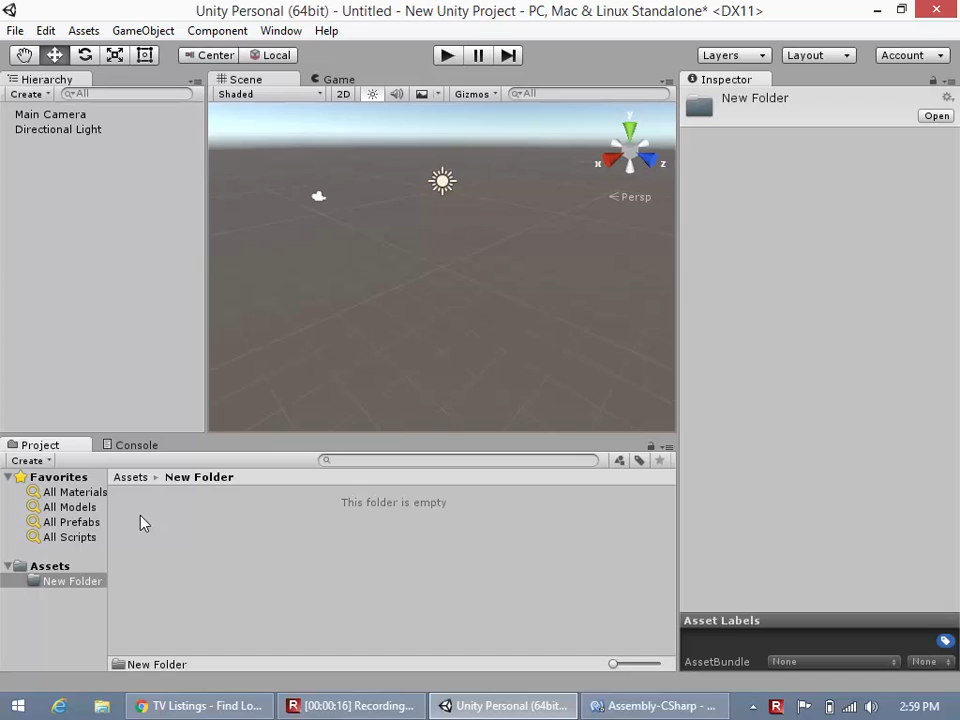 Unity Personal (64bit) - Untitled - New Unity Project - PC, Mac & Linux Standalone* <DX11>
File Edit Assets GameObject Component Window Help
Center Local Layers Layout Account
Hierarchy Scene Game Inspector
Create All Shaded 2D Gizmos All
New Folder
Open
Main Camera
Directional Light
y
x z
Persp
Project Console
Create
Favorites
All Materials
All Models
All Prefabs
All Scripts
Assets
New Folder
Assets New Folder
This folder is empty
New Folder
Asset Labels
AssetBundle None None
TV Listings - Find Lo... [00:00:16] Recording... Unity Personal (64bit... Assembly-CSharp - ... 2:59 PM